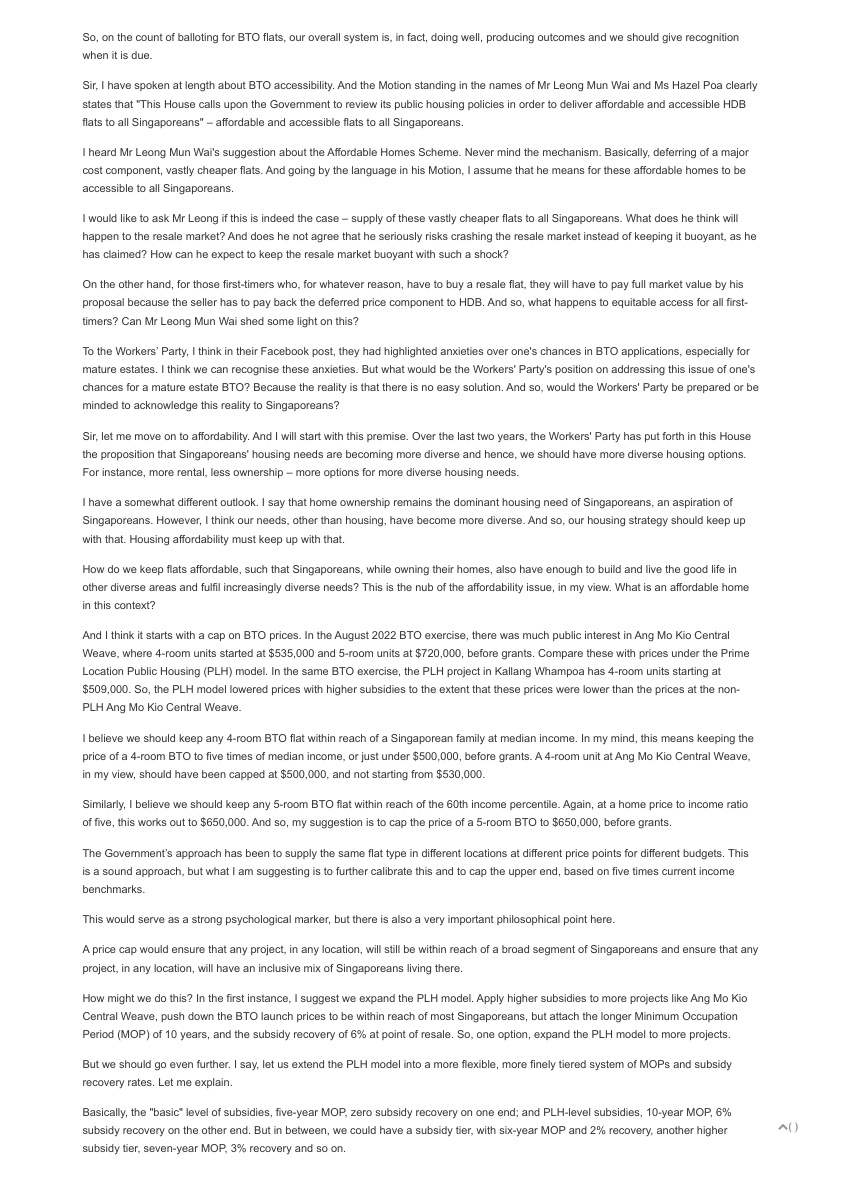 So, on the count of balloting for BTO flats, our overall system is, in fact, doing well, producing outcomes and we should give recognition
when it is due.
Sir, I have spoken at length about BTO accessibility. And the Motion standing in the names of Mr Leong Mun Wai and Ms Hazel Poa clearly
states that "This House calls upon the Government to review its public housing policies in order to deliver affordable and accessible HDB
flats to all Singaporeans" – affordable and accessible flats to all Singaporeans.
I heard Mr Leong Mun Wai's suggestion about the Affordable Homes Scheme. Never mind the mechanism. Basically, deferring of a major
cost component, vastly cheaper flats. And going by the language in his Motion, I assume that he means for these affordable homes to be
accessible to all Singaporeans.
I would like to ask Mr Leong if this is indeed the case – supply of these vastly cheaper flats to all Singaporeans. What does he think will
happen to the resale market? And does he not agree that he seriously risks crashing the resale market instead of keeping it buoyant, as he
has claimed? How can he expect to keep the resale market buoyant with such a shock?
On the other hand, for those first-timers who, for whatever reason, have to buy a resale flat, they will have to pay full market value by his
proposal because the seller has to pay back the deferred price component to HDB. And so, what happens to equitable access for all first-
timers? Can Mr Leong Mun Wai shed some light on this?
To the Workers' Party, I think in their Facebook post, they had highlighted anxieties over one's chances in BTO applications, especially for
mature estates. I think we can recognise these anxieties. But what would be the Workers' Party's position on addressing this issue of one's
chances for a mature estate BTO? Because the reality is that there is no easy solution. And so, would the Workers' Party be prepared or be
minded to acknowledge this reality to Singaporeans?
Sir, let me move on to affordability. And I will start with this premise. Over the last two years, the Workers' Party has put forth in this House
the proposition that Singaporeans' housing needs are becoming more diverse and hence, we should have more diverse housing options.
For instance, more rental, less ownership – more options for more diverse housing needs.
I have a somewhat different outlook. I say that home ownership remains the dominant housing need of Singaporeans, an aspiration of
Singaporeans. However, I think our needs, other than housing, have become more diverse. And so, our housing strategy should keep up
with that. Housing affordability must keep up with that.
How do we keep flats affordable, such that Singaporeans, while owning their homes, also have enough to build and live the good life in
other diverse areas and fulfil increasingly diverse needs? This is the nub of the affordability issue, in my view. What is an affordable home
in this context?
And I think it starts with a cap on BTO prices. In the August 2022 BTO exercise, there was much public interest in Ang Mo Kio Central
Weave, where 4-room units started at $535,000 and 5-room units at $720,000, before grants. Compare these with prices under the Prime
Location Public Housing (PLH) model. In the same BTO exercise, the PLH project in Kallang Whampoa has 4-room units starting at
$509,000. So, the PLH model lowered prices with higher subsidies to the extent that these prices were lower than the prices at the non-
PLH Ang Mo Kio Central Weave.
I believe we should keep any 4-room BTO flat within reach of a Singaporean family at median income. In my mind, this means keeping the
price of a 4-room BTO to five times of median income, or just under $500,000, before grants. A 4-room unit at Ang Mo Kio Central Weave,
in my view, should have been capped at $500,000, and not starting from $530,000.
Similarly, I believe we should keep any 5-room BTO flat within reach of the 60th income percentile. Again, at a home price to income ratio
of five, this works out to $650,000. And so, my suggestion is to cap the price of a 5-room BTO to $650,000, before grants.
The Government's approach has been to supply the same flat type in different locations at different price points for different budgets. This
is a sound approach, but what I am suggesting is to further calibrate this and to cap the upper end, based on five times current income
benchmarks.
This would serve as a strong psychological marker, but there is also a very important philosophical point here.
A price cap would ensure that any project, in any location, will still be within reach of a broad segment of Singaporeans and ensure that any
project, in any location, will have an inclusive mix of Singaporeans living there.
How might we do this? In the first instance, I suggest we expand the PLH model. Apply higher subsidies to more projects like Ang Mo Kio
Central Weave, push down the BTO launch prices to be within reach of most Singaporeans, but attach the longer Minimum Occupation
Period (MOP) of 10 years, and the subsidy recovery of 6% at point of resale. So, one option, expand the PLH model to more projects.
But we should go even further. I say, let us extend the PLH model into a more flexible, more finely tiered system of MOPs and subsidy
recovery rates. Let me explain.
Basically, the "basic" level of subsidies, five-year MOP, zero subsidy recovery on one end; and PLH-level subsidies, 10-year MOP, 6%
subsidy recovery on the other end. But in between, we could have a subsidy tier, with six-year MOP and 2% recovery, another higher
subsidy tier, seven-year MOP, 3% recovery and so on.
( )